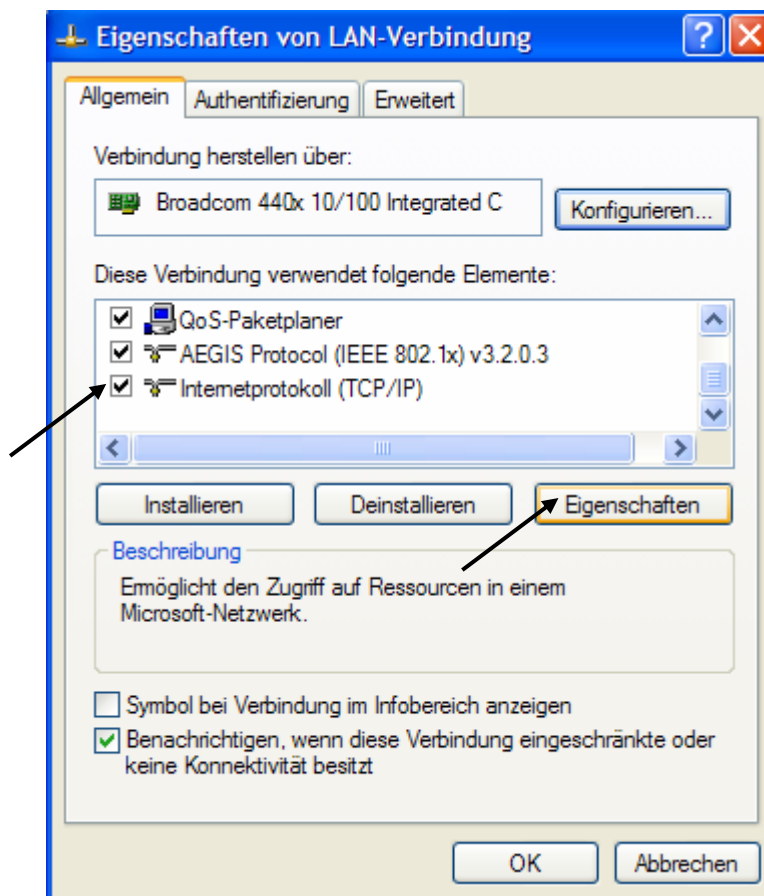 Eigenschaften von LAN-Verbindung
Allgemein
Authentifizierung
Erweitert
Verbindung herstellen über:
Broadcom 440x 10/100 Integrated C
Konfigurieren...
Diese Verbindung verwendet folgende Elemente:
QoS-Paketplaner
AEGIS Protocol (IEEE 802.1x) v3.2.0.3
Internetprotokoll (TCP/IP)
Installieren
Deinstallieren
Eigenschaften
Beschreibung
Ermöglicht den Zugriff auf Ressourcen in einem
Microsoft-Netzwerk.
Symbol bei Verbindung im Infobereich anzeigen
Benachrichtigen, wenn diese Verbindung eingeschränkte oder
keine Konnektivität besitzt
OK
Abbrechen